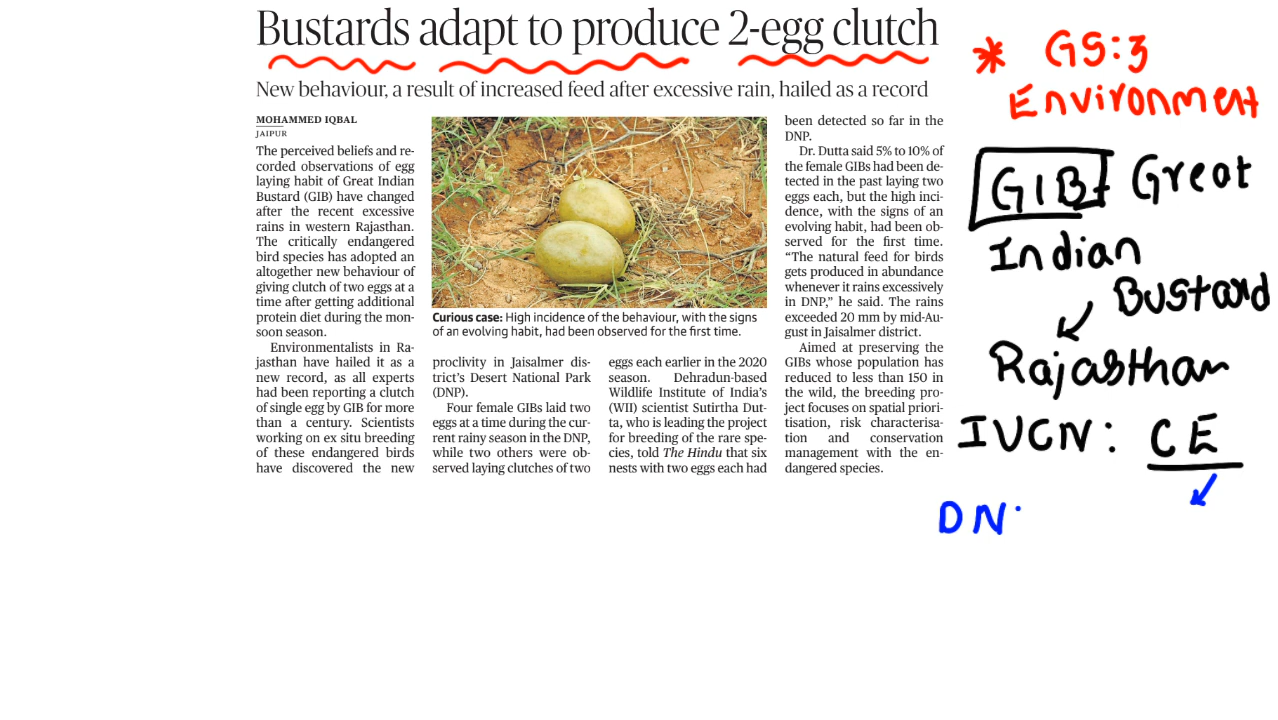 Bustards adapt to produce 2-egg clutch
New behaviour, a result of increased feed after excessive rain, hailed as a record
MOHAMMED IQBAL
JAIPUR
The perceived beliefs and re-
corded observations of egg
laying habit of Great Indian
Bustard (GIB) have changed
after the recent excessive
rains in western Rajasthan.
The critically endangered
bird species has adopted an
altogether new behaviour of
giving clutch of two eggs at a
time after getting additional
protein diet during the mon-
soon season.
Environmentalists in Ra-
jasthan have hailed it as a
new record, as all experts
had been reporting a clutch
of single egg by GIB for more
than a century. Scientists
working on ex situ breeding
of these endangered birds
have discovered the new
Curious case: High incidence of the behaviour, with the signs
of an evolving habit, had been observed for the first time.
proclivity in Jaisalmer dis-
trict's Desert National Park
(DNP).
Four female GIBs laid two
eggs at a time during the cur-
rent rainy season in the DNP,
while two others were ob-
served laying clutches of two
eggs each earlier in the 2020
season. Dehradun-based
Wildlife Institute of India's
(WII) scientist Sutirtha Dut-
ta, who is leading the project
for breeding of the rare spe-
cies, told The Hindu that six
nests with two eggs each had
been detected so far in the
DNP.
Dr. Dutta said 5% to 10% of
the female GIBs had been de-
tected in the past laying two
eggs each, but the high inci-
dence, with the signs of an
evolving habit, had been ob-
served for the first time.
“The natural feed for birds
gets produced in abundance
whenever it rains excessively
in DNP,” he said. The rains
exceeded 20 mm by mid-Au-
gust in Jaisalmer district.
Aimed at preserving the
GIBs whose population has
reduced to less than 150 in
the wild, the breeding pro-
ject focuses on spatial priori-
tisation, risk characterisa-
tion and conservation
management with the en-
dangered species.
* GS:3
Environment
GIB - Great
Indian
Bustard
Rajasthan
IUCN: CE
DN